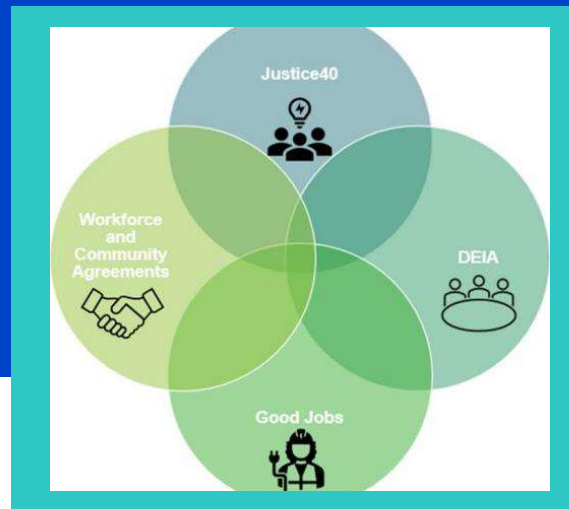 Justice40
Workforce
and
Community
Agreements
DEIA
Good Jobs